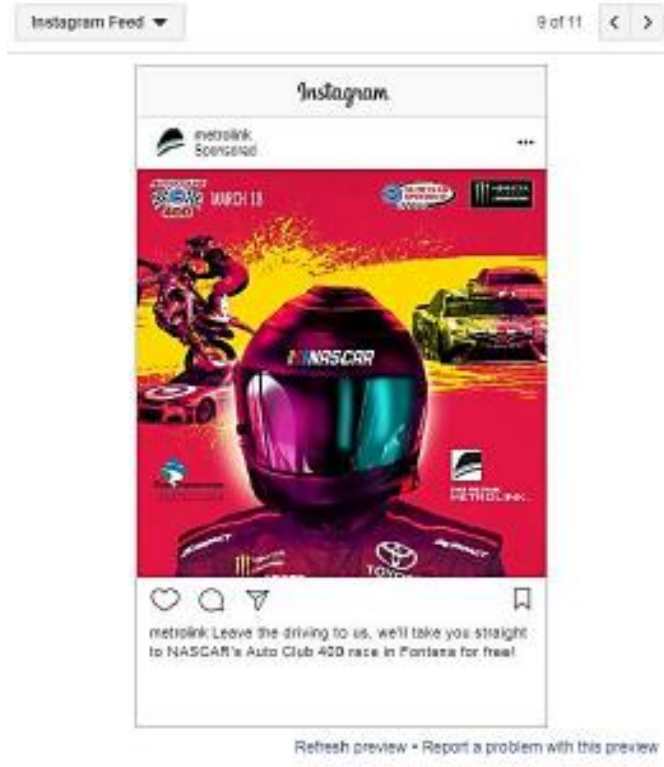 Instagram Feed
9 of 11
Instagram
metrolink
Sponsored
MARCH 18
NASCAR
METROLINK
TOYO
metrolink Leave the driving to us, we'll take you straight
to NASCAR's Auto Club 400 race in Fontana for free!
Refresh preview • Report a problem with this preview